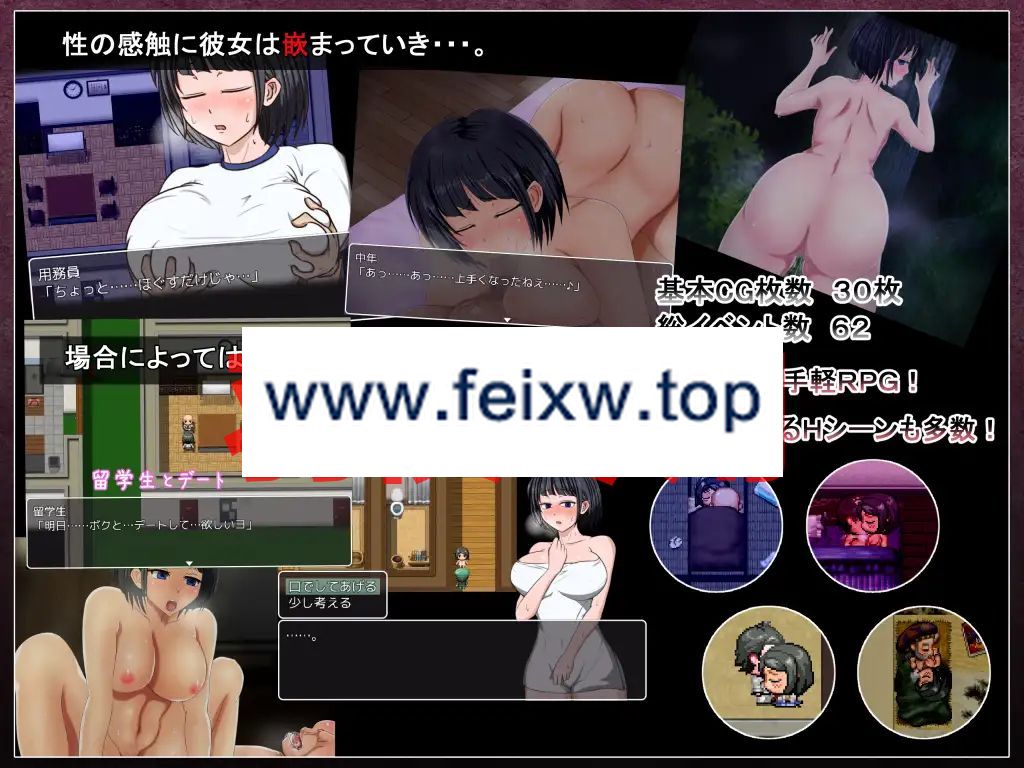 性の感触に彼女は嵌まっていき・・・。
用務員
「ちょっと……ほぐすだけじゃ…」
中年
「あっ……あっ……上手くなったねえ……♪」
基本CG枚数　30枚
総イベント数　62
場合によっては
手軽RPG！
www.feixw.top
るHシーンも多数！
留学生とデート
留学生
「明日……ボクと…デートして…欲しいヨ」
口でしてあげる
少し考える
……。